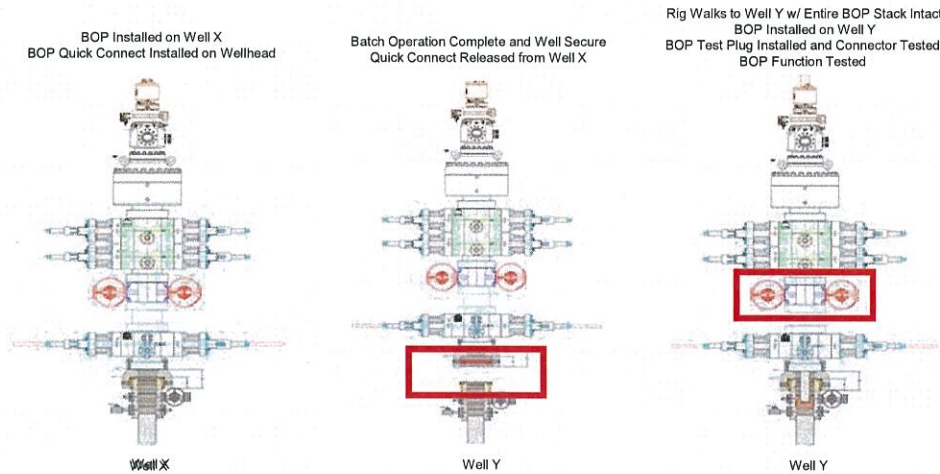 BOP Installed on Well X
BOP Quick Connect Installed on Wellhead
Batch Operation Complete and Well Secure
Quick Connect Released from Well X
Rig Walks to Well Y w/ Entire BOP Stack Intact
BOP Installed on Well Y
BOP Test Plug Installed and Connector Tested
BOP Function Tested
Well X
Well Y
Well Y